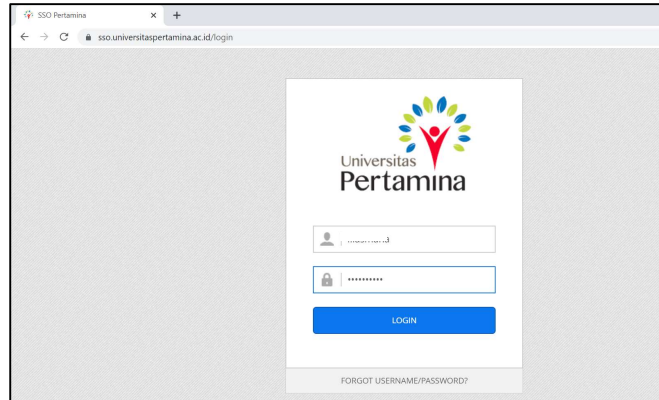 SSO Pertamina
sso.universitaspertamina.ac.id/login
Universitas
Pertamina
••••••••••
LOGIN
FORGOT USERNAME/PASSWORD?